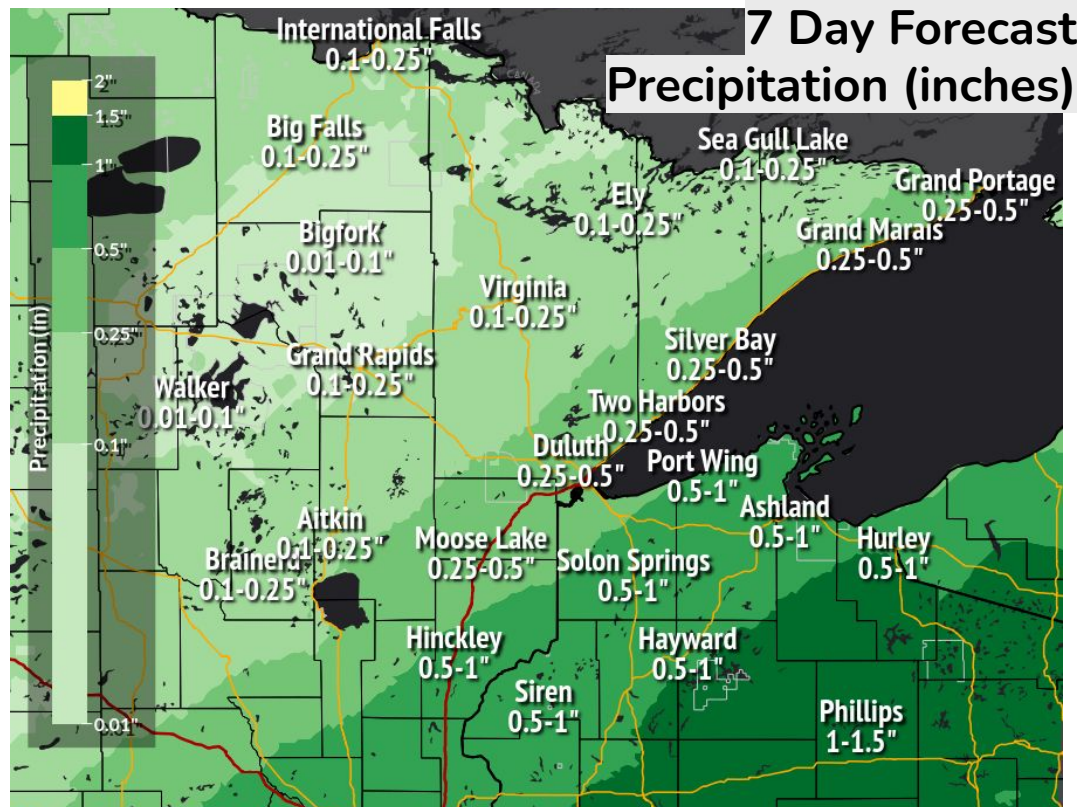 7 Day Forecast
Precipitation (inches)
International Falls
0.1-0.25"
CANADA
Big Falls
0.1-0.25"
Sea Gull Lake
0.1-0.25"
Grand Portage
0.25-0.5"
Ely
0.1-0.25"
Grand Marais
0.25-0.5"
Bigfork
0.01-0.1"
Virginia
0.1-0.25"
Silver Bay
0.25-0.5"
Grand Rapids
0.1-0.25"
Walker
0.01-0.1"
Two Harbors
0.25-0.5"
Duluth
0.25-0.5"
Port Wing
0.5-1"
Ashland
0.5-1"
Hurley
0.5-1"
Aitkin
0.1-0.25"
Brainerd
0.1-0.25"
Moose Lake
0.25-0.5"
Solon Springs
0.5-1"
Hinckley
0.5-1"
Hayward
0.5-1"
Siren
0.5-1"
Phillips
1-1.5"
Precipitation (in)
2"
1.5"
1"
0.5"
0.25"
0.1"
0.01"